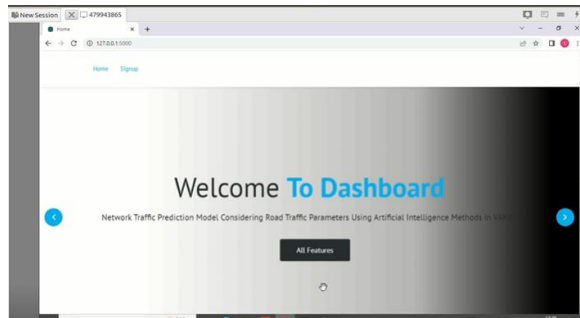 New Session
479943865
Home
127.0.0.1:5000
Home Signup
Welcome To Dashboard
Network Traffic Prediction Model Considering Road Traffic Parameters Using Artificial Intelligence Methods In
All Features